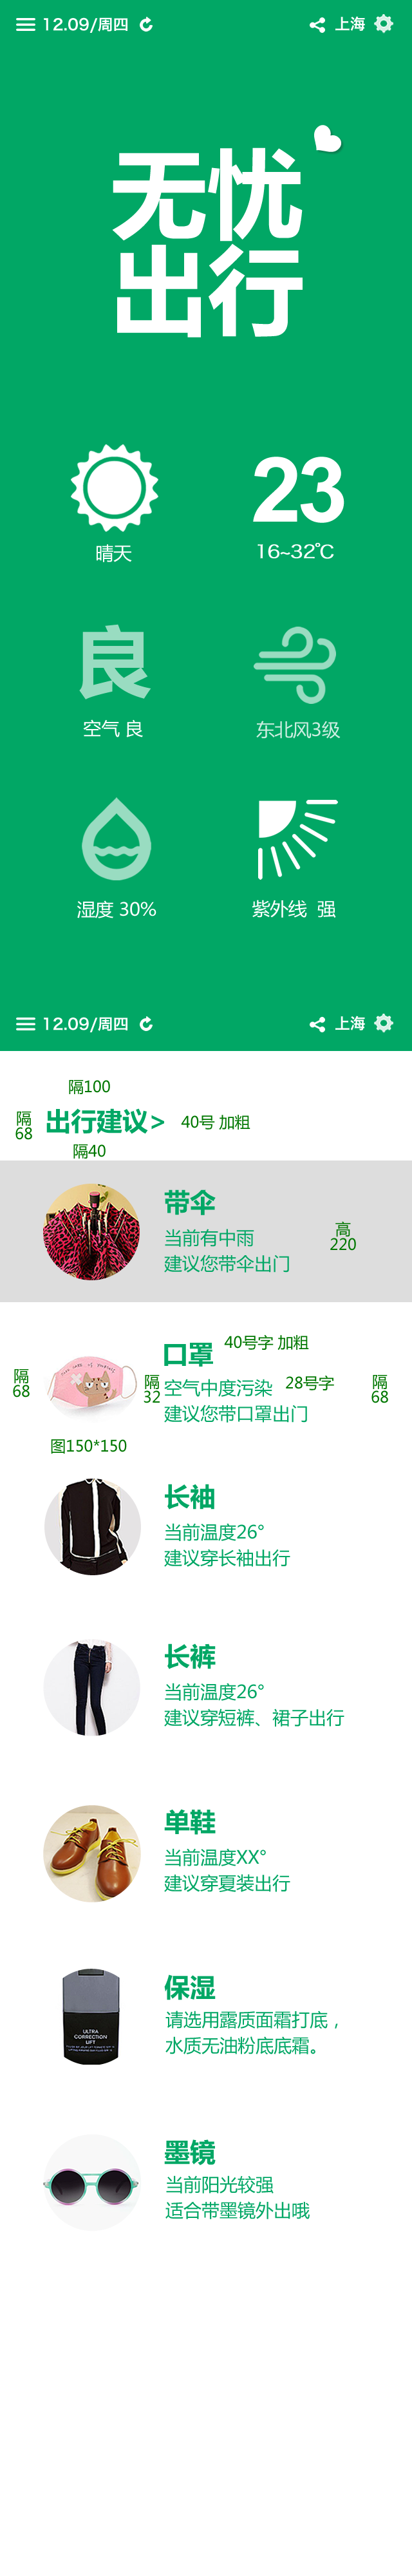 12.09/周四 上海
无忧
出行
晴天
23
16~32℃
良
空气 良
东北风3级
湿度 30%
紫外线 强
12.09/周四 上海
隔100
隔
68
出行建议>
40号 加粗
隔40
带伞
当前有中雨
建议您带伞出门
高
220
口罩
40号字 加粗
隔
68
隔
32
空气中度污染
28号字
隔
68
建议您带口罩出门
图150*150
长袖
当前温度26°
建议穿长袖出行
长裤
当前温度26°
建议穿短裤、裙子出行
单鞋
当前温度XX°
建议穿夏装出行
保湿
请选用露质面霜打底，
水质无油粉底底霜。
ULTRA
CORRECTION
LIFT
墨镜
当前阳光较强
适合带墨镜外出哦